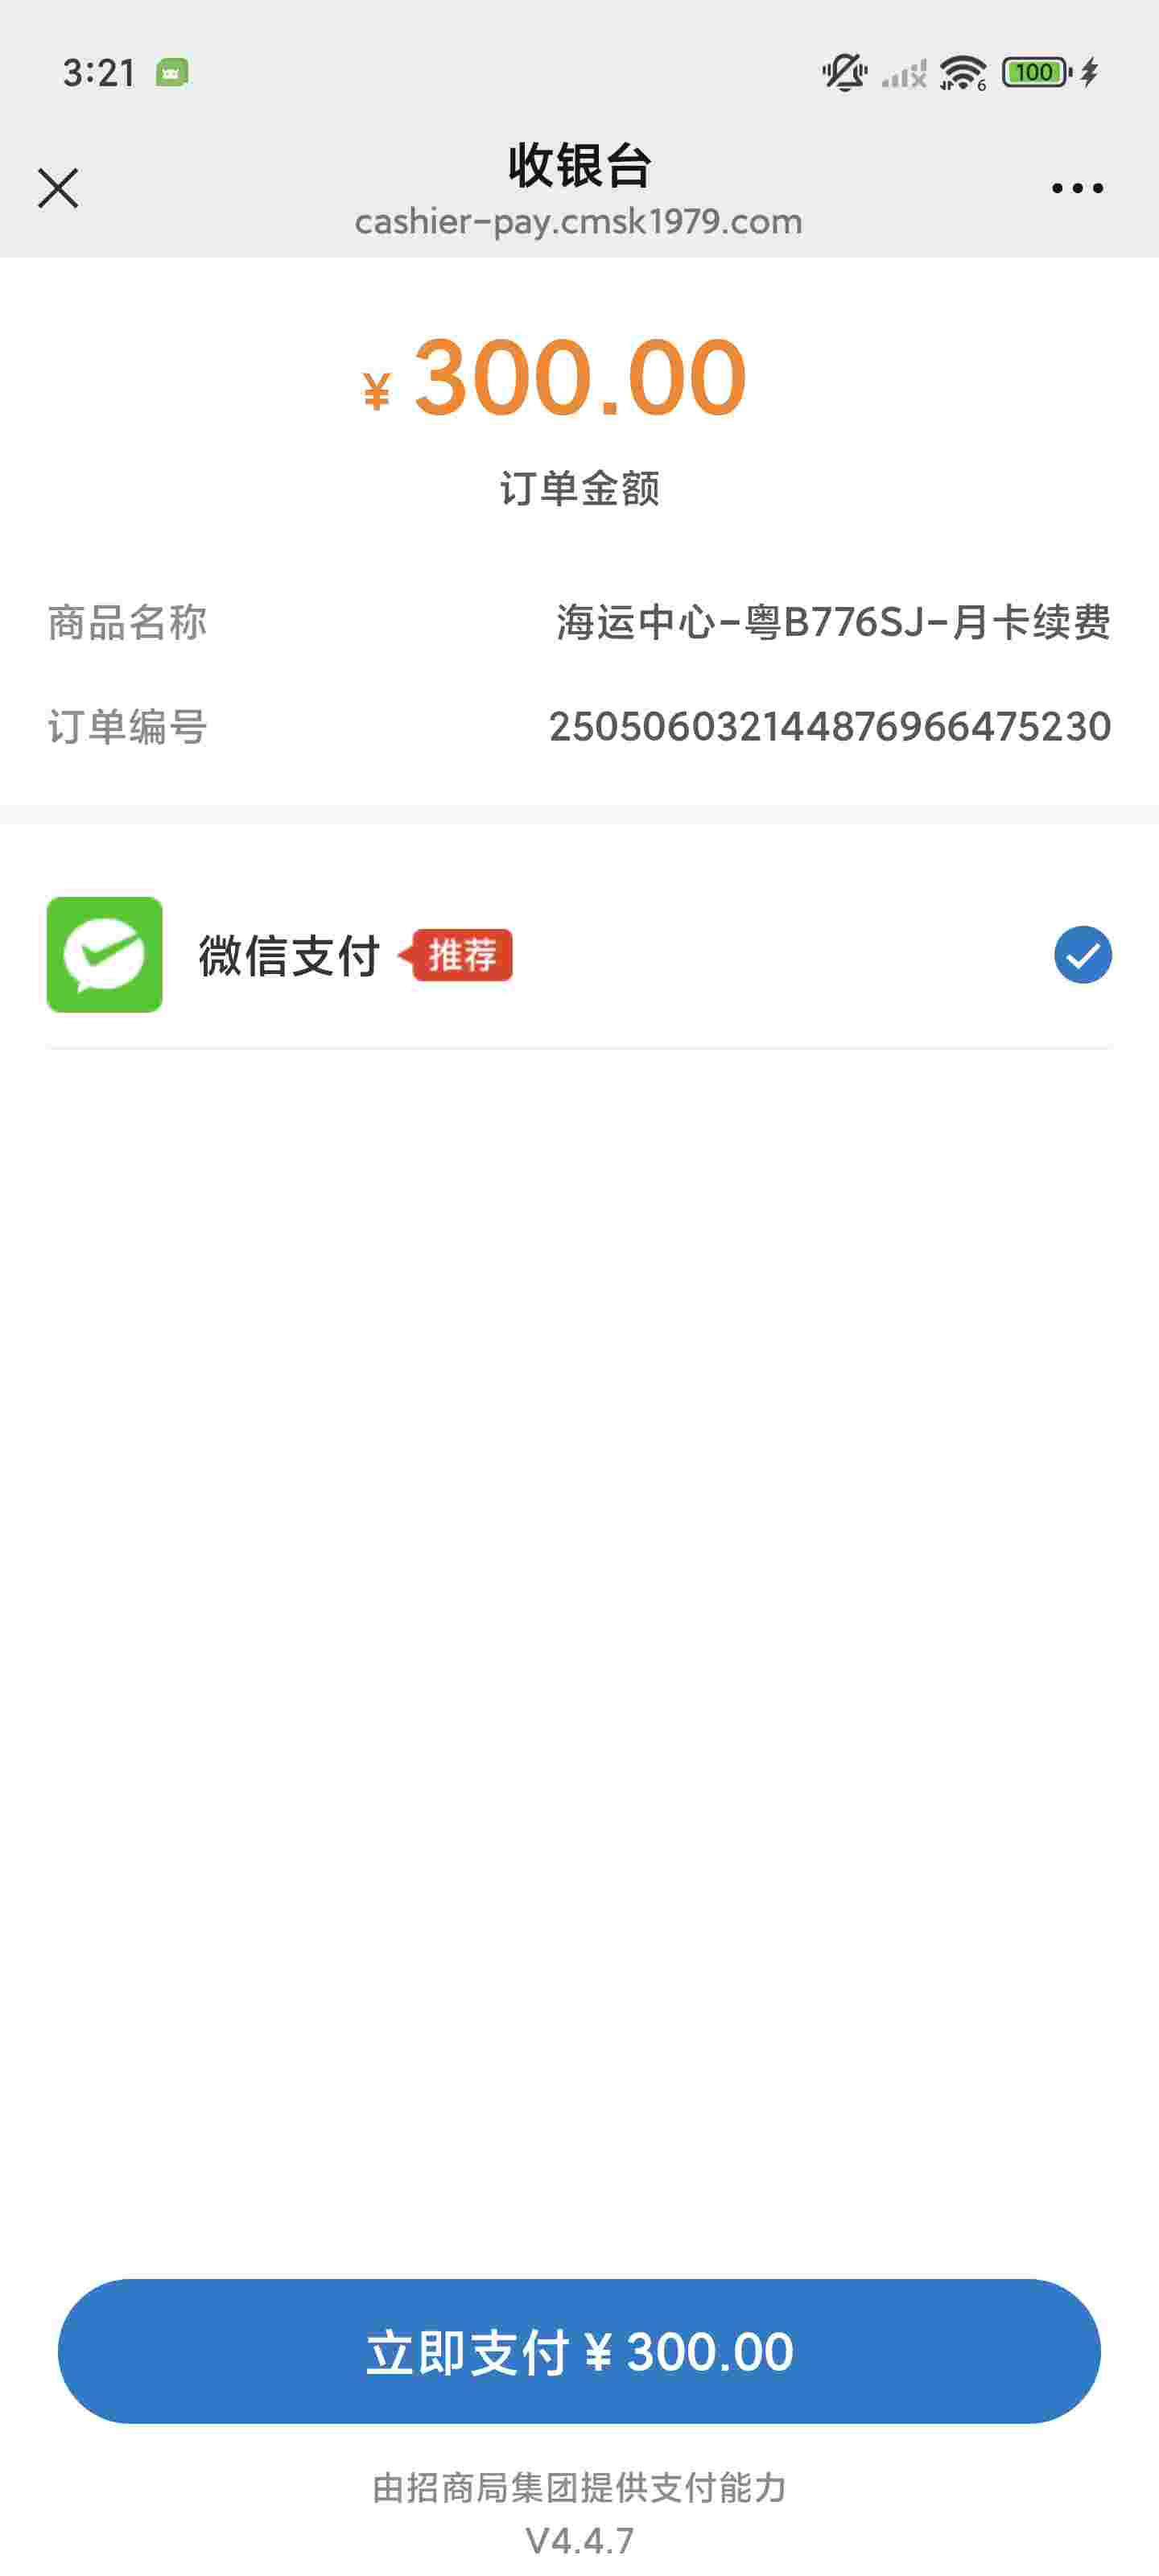 3:21
6
100
收银台
cashier-pay.cmsk1979.com
¥ 300.00
订单金额
商品名称 海运中心-粤B776SJ-月卡续费
订单编号 2505060321448769664​75230
微信支付 推荐
立即支付 ¥ 300.00
由招商局集团提供支付能力
V4.4.7